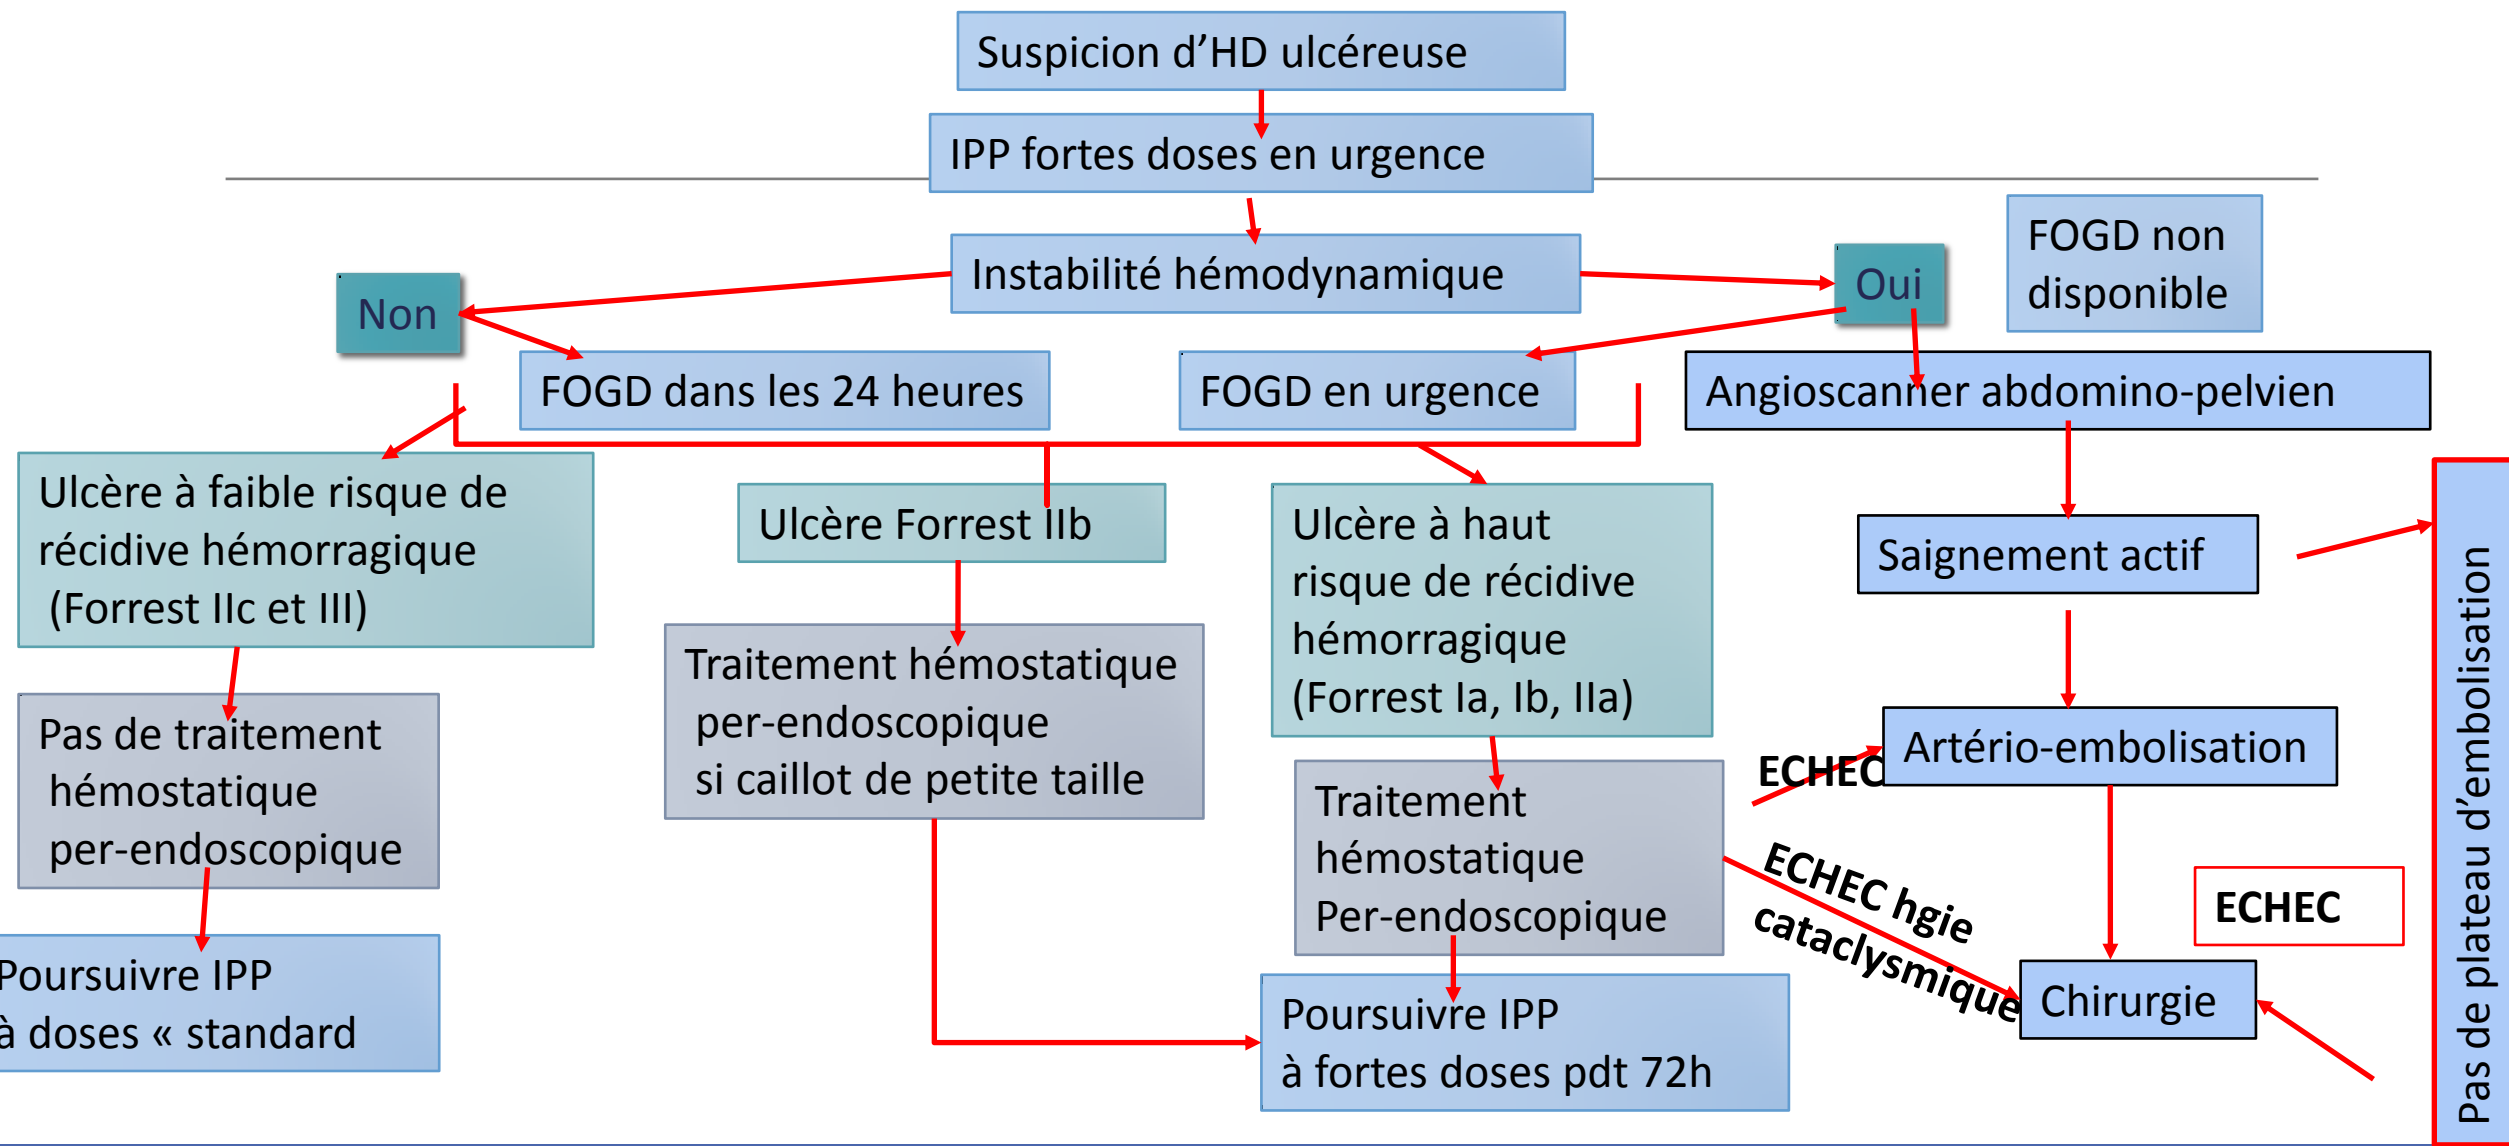 Suspicion d’HD ulcéreuse
IPP fortes doses en urgence
Instabilité hémodynamique
Non
Oui
FOGD non
disponible
FOGD dans les 24 heures
FOGD en urgence
Angioscanner abdomino-pelvien
Ulcère à faible risque de
récidive hémorragique
(Forrest IIc et III)
Ulcère Forrest IIb
Ulcère à haut
risque de récidive
hémorragique
(Forrest Ia, Ib, IIa)
Saignement actif
Pas de plateau d’embolisation
Pas de traitement
hémostatique
per-endoscopique
Traitement hémostatique
per-endoscopique
si caillot de petite taille
Traitement
hémostatique
Per-endoscopique
ECHEC
Artério-embolisation
ECHEC hgie
cataclysmique
ECHEC
Chirurgie
Poursuivre IPP
à doses « standard
Poursuivre IPP
à fortes doses pdt 72h